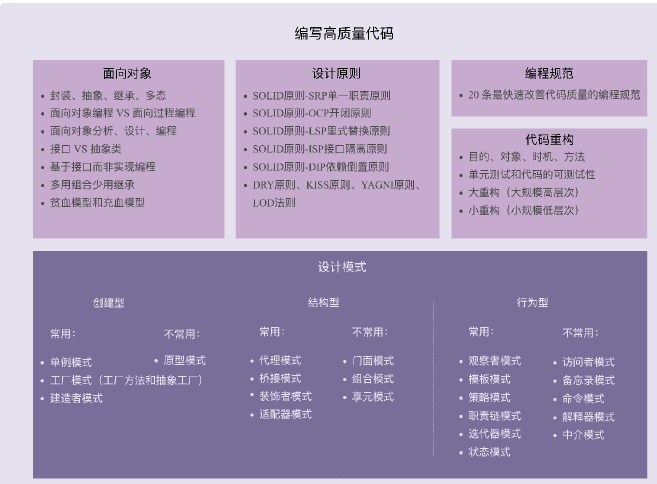 编写高质量代码
面向对象
• 封装、抽象、继承、多态
• 面向对象编程 VS 面向过程编程
• 面向对象分析、设计、编程
• 接口 VS 抽象类
• 基于接口而非实现编程
• 多用组合少用继承
• 贫血模型和充血模型
设计原则
• SOLID原则-SRP单一职责原则
• SOLID原则-OCP开闭原则
• SOLID原则-LSP里式替换原则
• SOLID原则-ISP接口隔离原则
• SOLID原则-DIP依赖倒置原则
• DRY原则、KISS原则、YAGNI原则、
LOD法则
编程规范
• 20 条最快速改善代码质量的编程规范
代码重构
• 目的、对象、时机、方法
• 单元测试和代码的可测试性
• 大重构（大规模高层次）
• 小重构（小规模低层次）
设计模式
创建型
常用：
• 单例模式
• 工厂模式（工厂方法和抽象工厂）
• 建造者模式
不常用：
• 原型模式
结构型
常用：
• 代理模式
• 桥接模式
• 装饰者模式
• 适配器模式
不常用：
• 门面模式
• 组合模式
• 享元模式
行为型
常用：
• 观察者模式
• 模板模式
• 策略模式
• 职责链模式
• 迭代器模式
• 状态模式
不常用：
• 访问者模式
• 备忘录模式
• 命令模式
• 解释器模式
• 中介模式